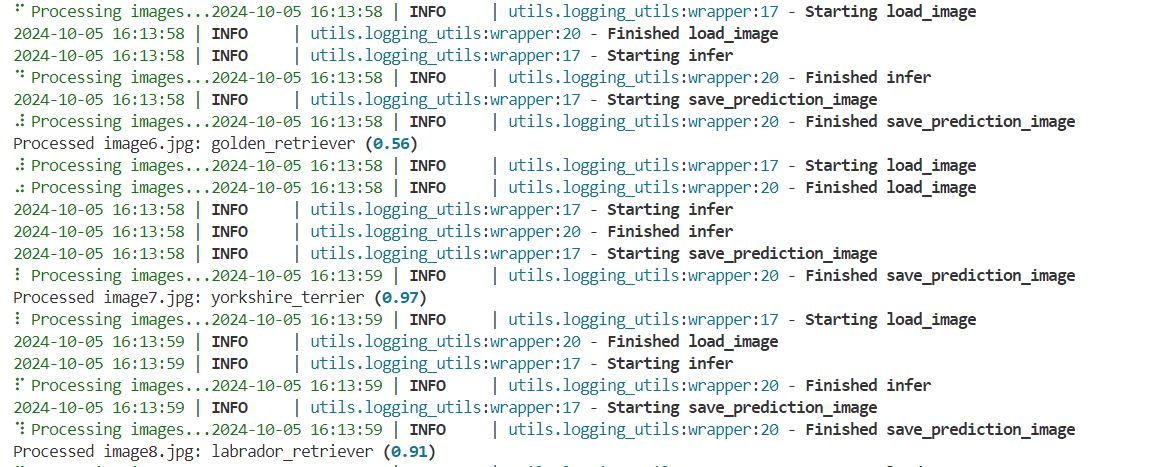 ⠋ Processing images...2024-10-05 16:13:58 | INFO     | utils.logging_utils:wrapper:17 - Starting load_image
2024-10-05 16:13:58 | INFO     | utils.logging_utils:wrapper:20 - Finished load_image
2024-10-05 16:13:58 | INFO     | utils.logging_utils:wrapper:17 - Starting infer
⠙ Processing images...2024-10-05 16:13:58 | INFO     | utils.logging_utils:wrapper:20 - Finished infer
2024-10-05 16:13:58 | INFO     | utils.logging_utils:wrapper:17 - Starting save_prediction_image
⠼ Processing images...2024-10-05 16:13:58 | INFO     | utils.logging_utils:wrapper:20 - Finished save_prediction_image
Processed image6.jpg: golden_retriever (0.56)
⠼ Processing images...2024-10-05 16:13:58 | INFO     | utils.logging_utils:wrapper:17 - Starting load_image
⠴ Processing images...2024-10-05 16:13:58 | INFO     | utils.logging_utils:wrapper:20 - Finished load_image
2024-10-05 16:13:58 | INFO     | utils.logging_utils:wrapper:17 - Starting infer
2024-10-05 16:13:58 | INFO     | utils.logging_utils:wrapper:20 - Finished infer
2024-10-05 16:13:58 | INFO     | utils.logging_utils:wrapper:17 - Starting save_prediction_image
⠇ Processing images...2024-10-05 16:13:59 | INFO     | utils.logging_utils:wrapper:20 - Finished save_prediction_image
Processed image7.jpg: yorkshire_terrier (0.97)
⠇ Processing images...2024-10-05 16:13:59 | INFO     | utils.logging_utils:wrapper:17 - Starting load_image
2024-10-05 16:13:59 | INFO     | utils.logging_utils:wrapper:20 - Finished load_image
2024-10-05 16:13:59 | INFO     | utils.logging_utils:wrapper:17 - Starting infer
⠏ Processing images...2024-10-05 16:13:59 | INFO     | utils.logging_utils:wrapper:20 - Finished infer
2024-10-05 16:13:59 | INFO     | utils.logging_utils:wrapper:17 - Starting save_prediction_image
⠹ Processing images...2024-10-05 16:13:59 | INFO     | utils.logging_utils:wrapper:20 - Finished save_prediction_image
Processed image8.jpg: labrador_retriever (0.91)